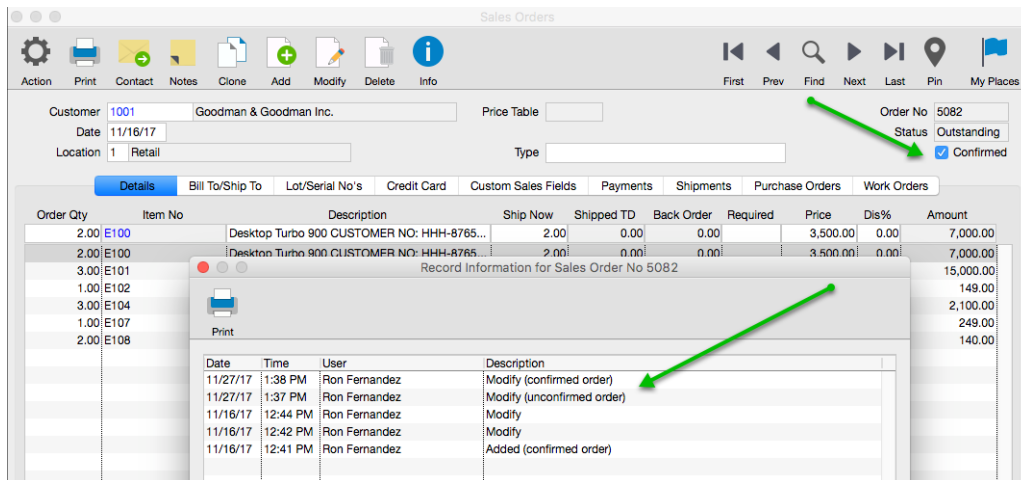 Sales Orders
Action Print Contact Notes Clone Add Modify Delete Info First Prev Find Next Last Pin My Places
Customer 1001 Goodman & Goodman Inc. Price Table Order No 5082
Date 11/16/17 Status Outstanding
Location 1 Retail Type Confirmed
Details Bill To/Ship To Lot/Serial No's Credit Card Custom Sales Fields Payments Shipments Purchase Orders Work Orders
Order Qty Item No Description Ship Now Shipped TD Back Order Required Price Dis% Amount
2.00 E100 Desktop Turbo 900 CUSTOMER NO: HHH-8765... 2.00 0.00 0.00 3,500.00 0.00 7,000.00
2.00 E100 Desktop Turbo 900 CUSTOMER NO: HHH-8765... 2.00 0.00 0.00 3,500.00 0.00 7,000.00
3.00 E101 15,000.00
1.00 E102 149.00
3.00 E104 2,100.00
1.00 E107 249.00
2.00 E108 140.00
Record Information for Sales Order No 5082
Print
Date Time User Description
11/27/17 1:38 PM Ron Fernandez Modify (confirmed order)
11/27/17 1:37 PM Ron Fernandez Modify (unconfirmed order)
11/16/17 12:44 PM Ron Fernandez Modify
11/16/17 12:42 PM Ron Fernandez Modify
11/16/17 12:41 PM Ron Fernandez Added (confirmed order)